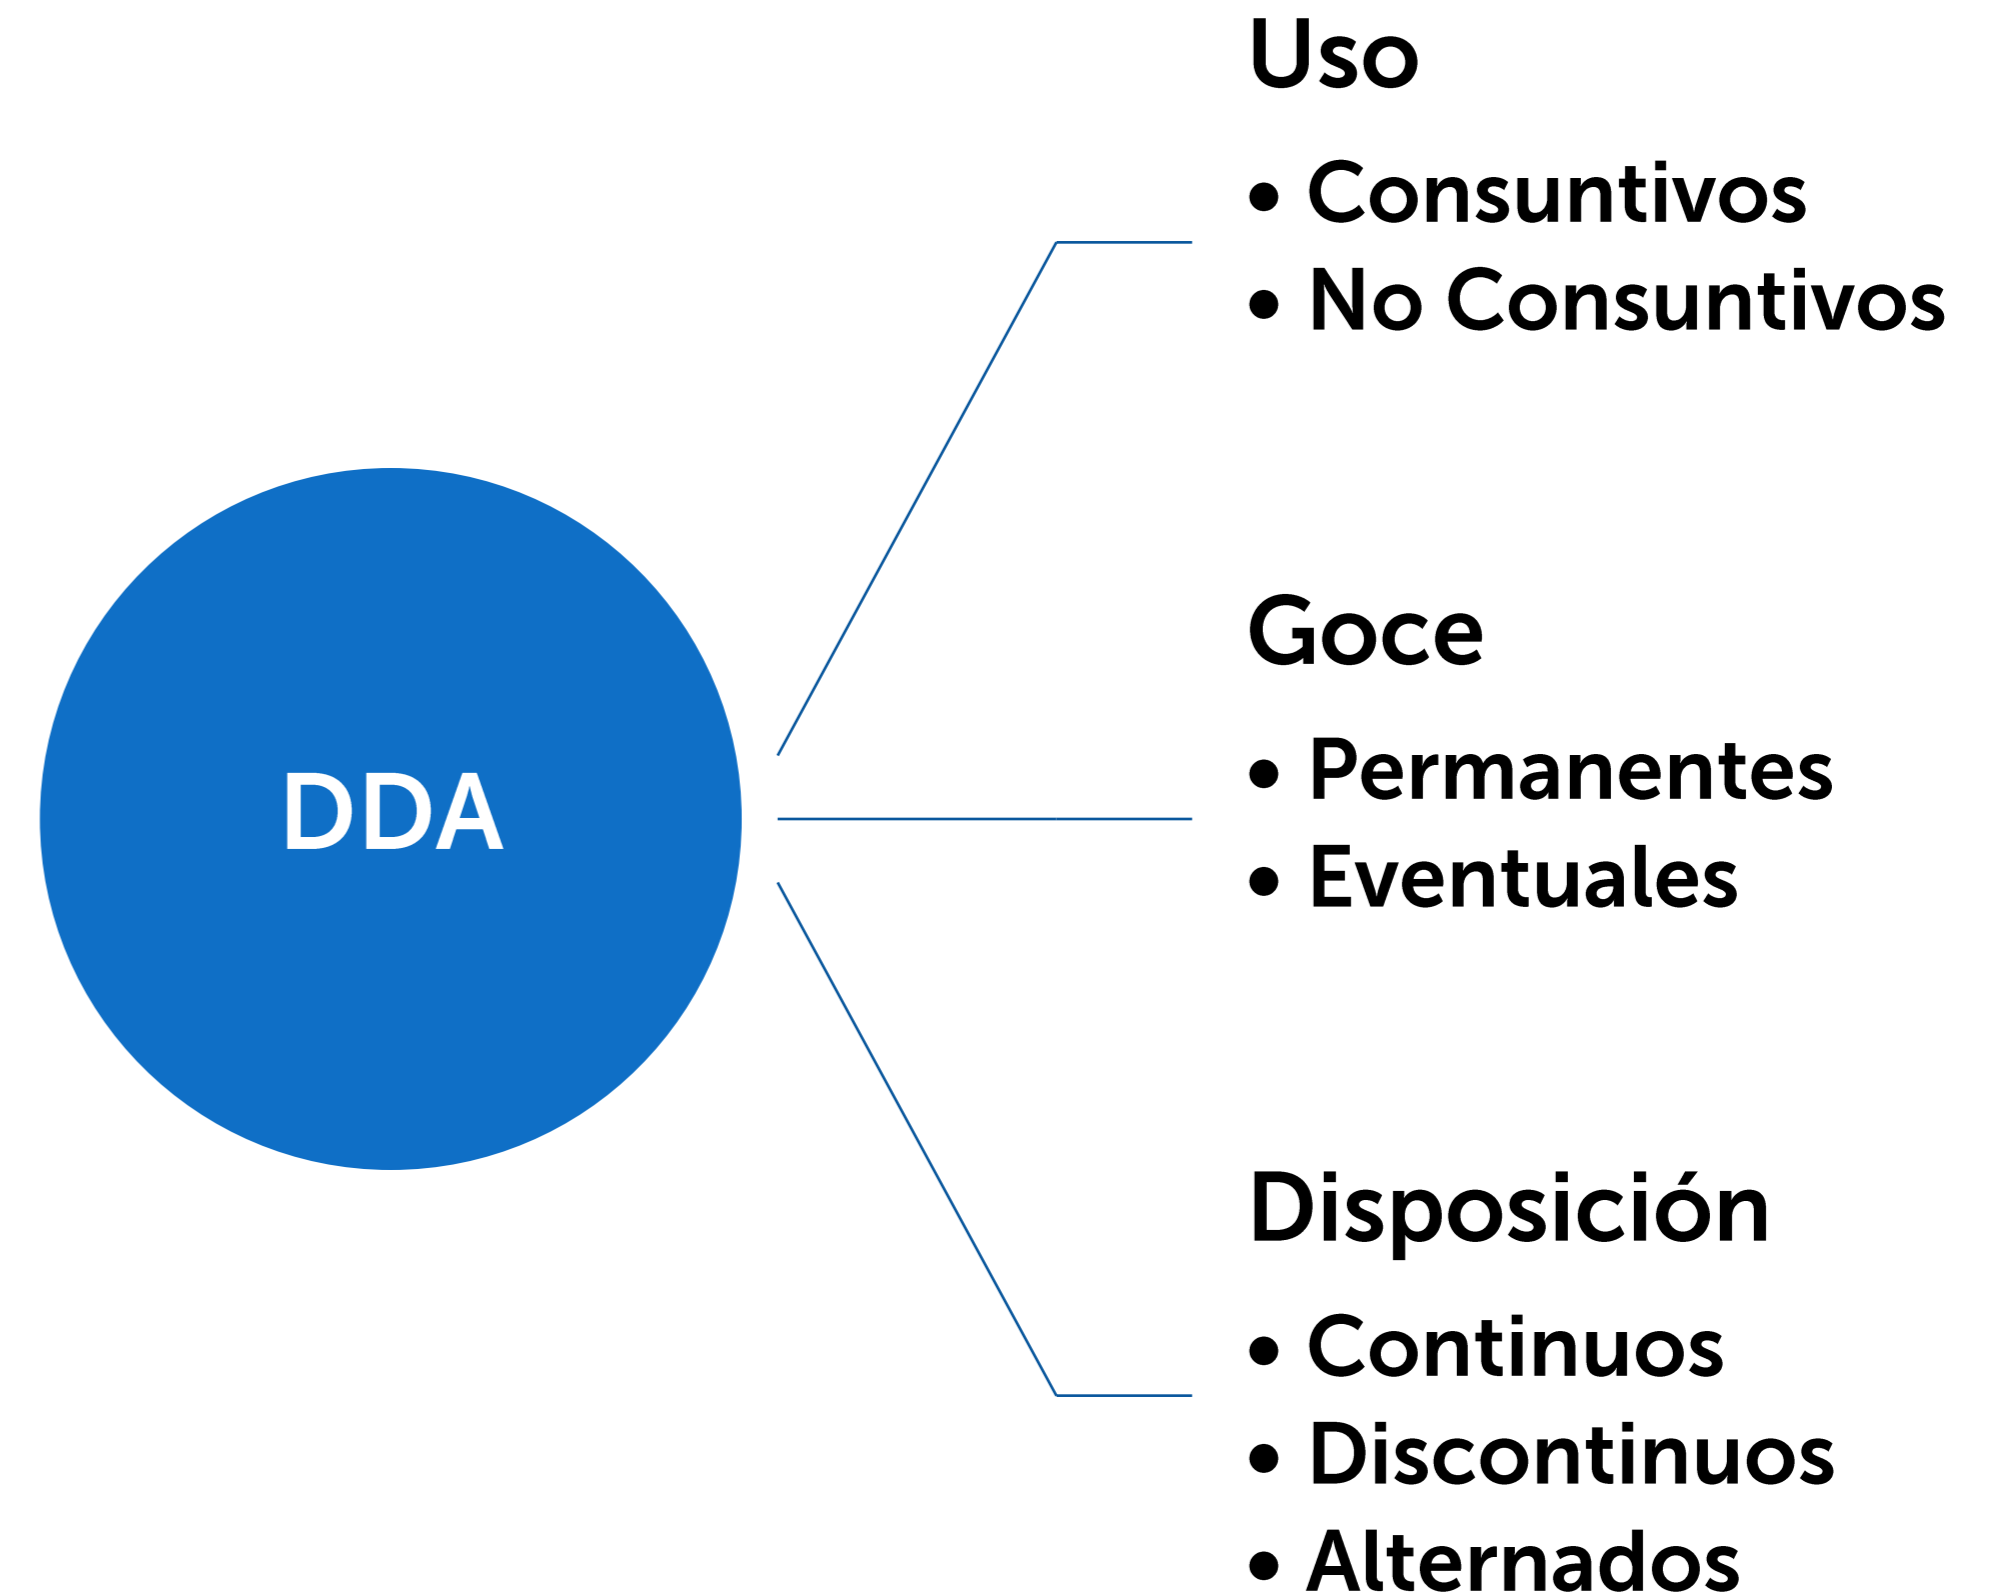 DDA
Uso
• Consuntivos
• No Consuntivos
Goce
• Permanentes
• Eventuales
Disposición
• Continuos
• Discontinuos
• Alternados